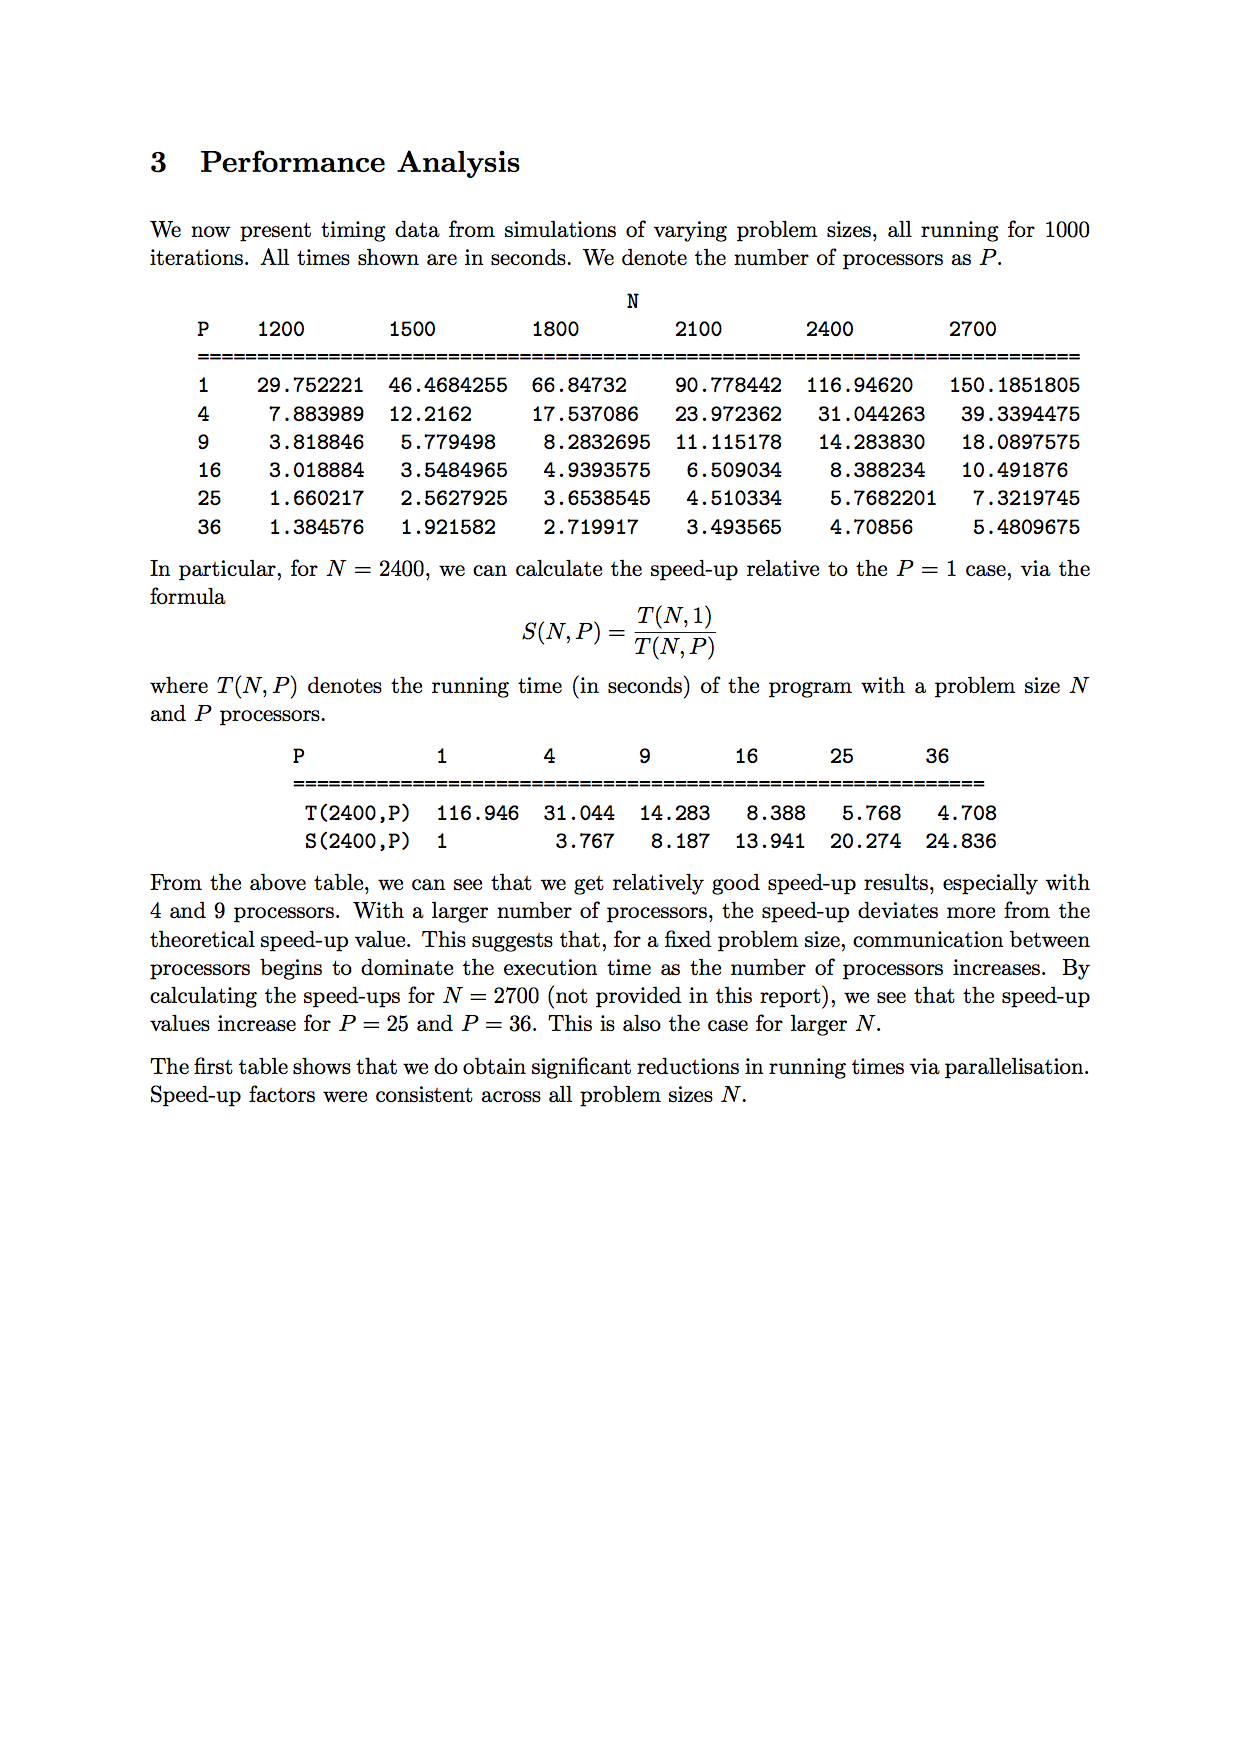 3 Performance Analysis
We now present timing data from simulations of varying problem sizes, all running for 1000
iterations. All times shown are in seconds. We denote the number of processors as P.
N
P 1200 1500 1800 2100 2400 2700
==========================================================================
1 29.752221 46.4684255 66.84732 90.778442 116.94620 150.1851805
4 7.883989 12.2162 17.537086 23.972362 31.044263 39.3394475
9 3.818846 5.779498 8.2832695 11.115178 14.283830 18.0897575
16 3.018884 3.5484965 4.9393575 6.509034 8.388234 10.491876
25 1.660217 2.5627925 3.6538545 4.510334 5.7682201 7.3219745
36 1.384576 1.921582 2.719917 3.493565 4.70856 5.4809675
In particular, for N = 2400, we can calculate the speed-up relative to the P = 1 case, via the
formula
S(N, P) = T(N, 1) / T(N, P)
where T(N, P) denotes the running time (in seconds) of the program with a problem size N
and P processors.
P 1 4 9 16 25 36
==========================================================
T(2400,P) 116.946 31.044 14.283 8.388 5.768 4.708
S(2400,P) 1 3.767 8.187 13.941 20.274 24.836
From the above table, we can see that we get relatively good speed-up results, especially with
4 and 9 processors. With a larger number of processors, the speed-up deviates more from the
theoretical speed-up value. This suggests that, for a fixed problem size, communication between
processors begins to dominate the execution time as the number of processors increases. By
calculating the speed-ups for N = 2700 (not provided in this report), we see that the speed-up
values increase for P = 25 and P = 36. This is also the case for larger N.
The first table shows that we do obtain significant reductions in running times via parallelisation.
Speed-up factors were consistent across all problem sizes N.